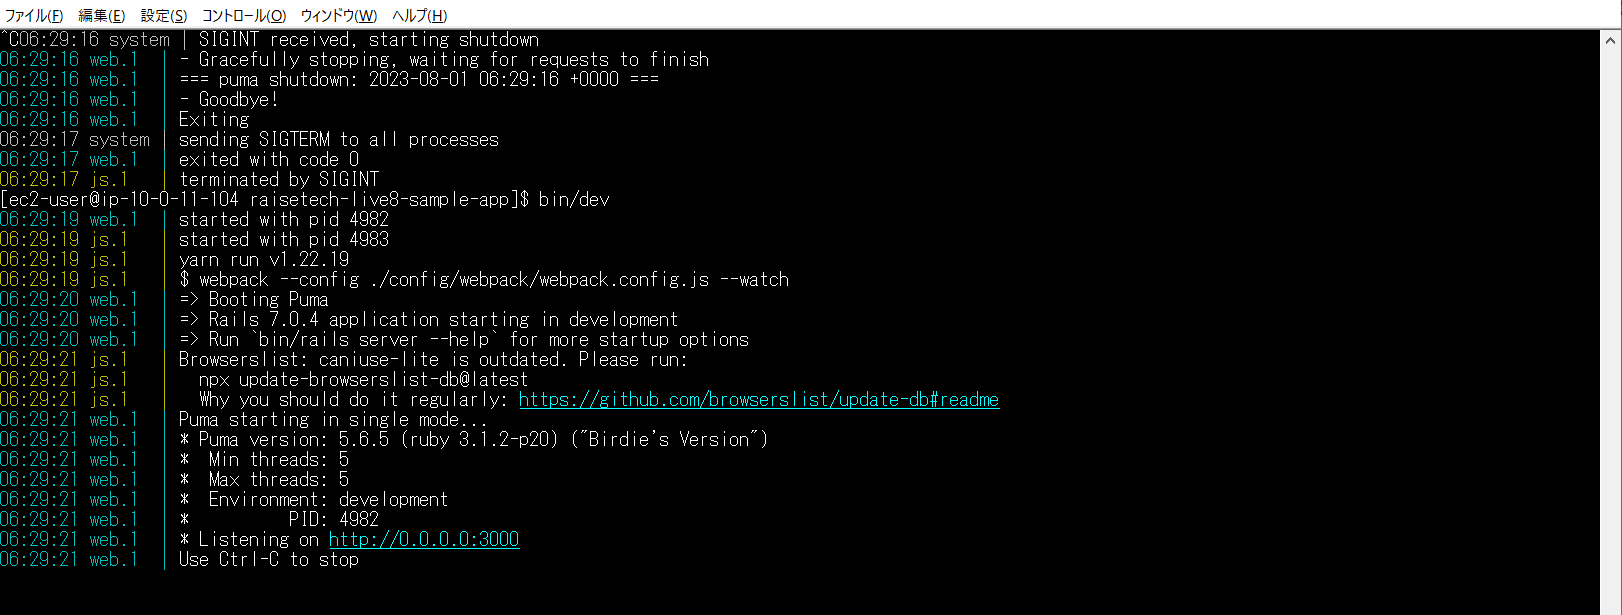 ファイル(F) 編集(E) 設定(S) コントロール(O) ウィンドウ(W) ヘルプ(H)
^C06:29:16 system | SIGINT received, starting shutdown
06:29:16 web.1  | - Gracefully stopping, waiting for requests to finish
06:29:16 web.1  | === puma shutdown: 2023-08-01 06:29:16 +0000 ===
06:29:16 web.1  | - Goodbye!
06:29:16 web.1  | Exiting
06:29:17 system | sending SIGTERM to all processes
06:29:17 web.1  | exited with code 0
06:29:17 js.1   | terminated by SIGINT
[ec2-user@ip-10-0-11-104 raisetech-live8-sample-app]$ bin/dev
06:29:19 web.1  | started with pid 4982
06:29:19 js.1   | started with pid 4983
06:29:19 js.1   | yarn run v1.22.19
06:29:19 js.1   | $ webpack --config ./config/webpack/webpack.config.js --watch
06:29:20 web.1  | => Booting Puma
06:29:20 web.1  | => Rails 7.0.4 application starting in development
06:29:20 web.1  | => Run `bin/rails server --help` for more startup options
06:29:21 js.1   | Browserslist: caniuse-lite is outdated. Please run:
06:29:21 js.1   |   npx update-browserslist-db@latest
06:29:21 js.1   |   Why you should do it regularly: https://github.com/browserslist/update-db#readme
06:29:21 web.1  | Puma starting in single mode...
06:29:21 web.1  | * Puma version: 5.6.5 (ruby 3.1.2-p20) ("Birdie's Version")
06:29:21 web.1  | *  Min threads: 5
06:29:21 web.1  | *  Max threads: 5
06:29:21 web.1  | *  Environment: development
06:29:21 web.1  | *          PID: 4982
06:29:21 web.1  | * Listening on http://0.0.0.0:3000
06:29:21 web.1  | Use Ctrl-C to stop